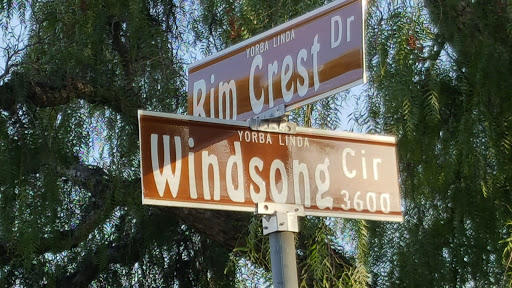 YORBA LINDA
Rim Crest Dr
YORBA LINDA
Windsong Cir
3600